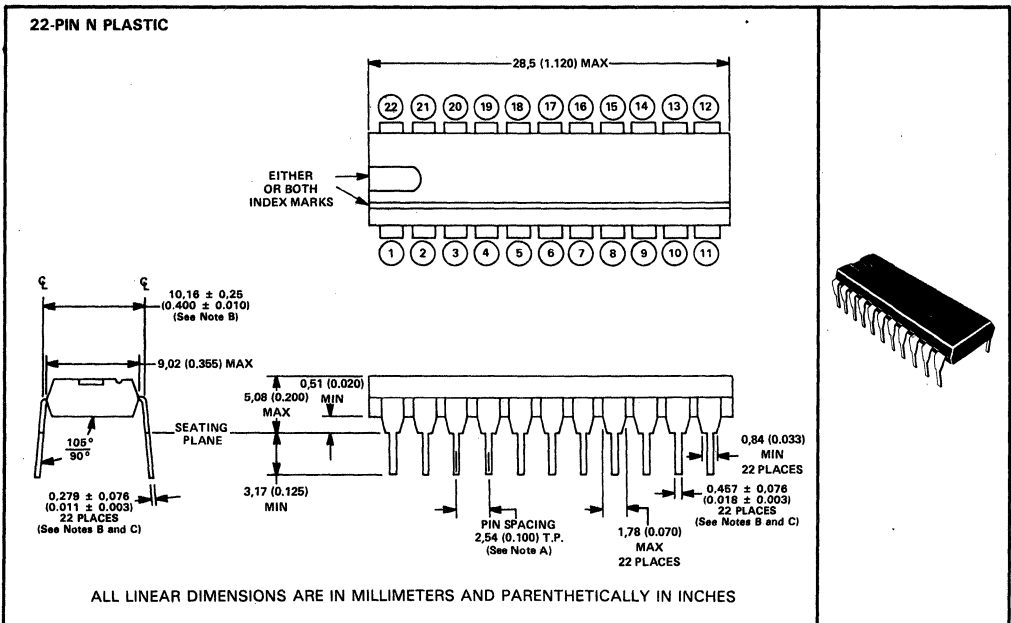 22-PIN N PLASTIC
28,5 (1.120) MAX
22 21 20 19 18 17 16 15 14 13 12
EITHER
OR BOTH
INDEX MARKS
1 2 3 4 5 6 7 8 9 10 11
℄ ℄
10,16 ± 0,25
(0.400 ± 0.010)
(See Note B)
9,02 (0.355) MAX
105°
90°
0,279 ± 0,076
(0.011 ± 0.003)
22 PLACES
(See Notes B and C)
SEATING
PLANE
5,08 (0.200)
MAX
0,51 (0.020)
MIN
3,17 (0.125)
MIN
PIN SPACING
2,54 (0.100) T.P.
(See Note A)
1,78 (0.070)
MAX
22 PLACES
0,84 (0.033)
MIN
22 PLACES
0,457 ± 0,076
(0.018 ± 0.003)
22 PLACES
(See Notes B and C)
ALL LINEAR DIMENSIONS ARE IN MILLIMETERS AND PARENTHETICALLY IN INCHES